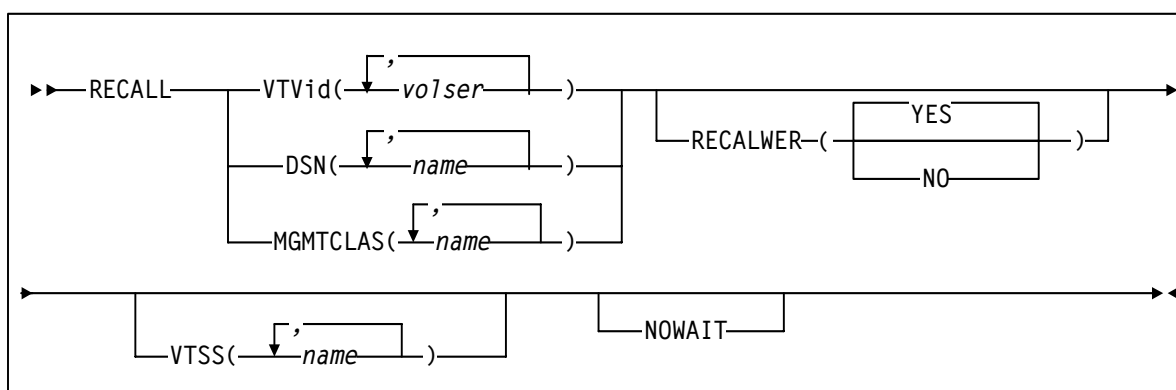 ,
RECALL VTVid( volser )
,
YES
RECALWER ( )
NO
DSN( name )
,
MGMTCLAS( name )
,
VTSS( name )
NOWAIT